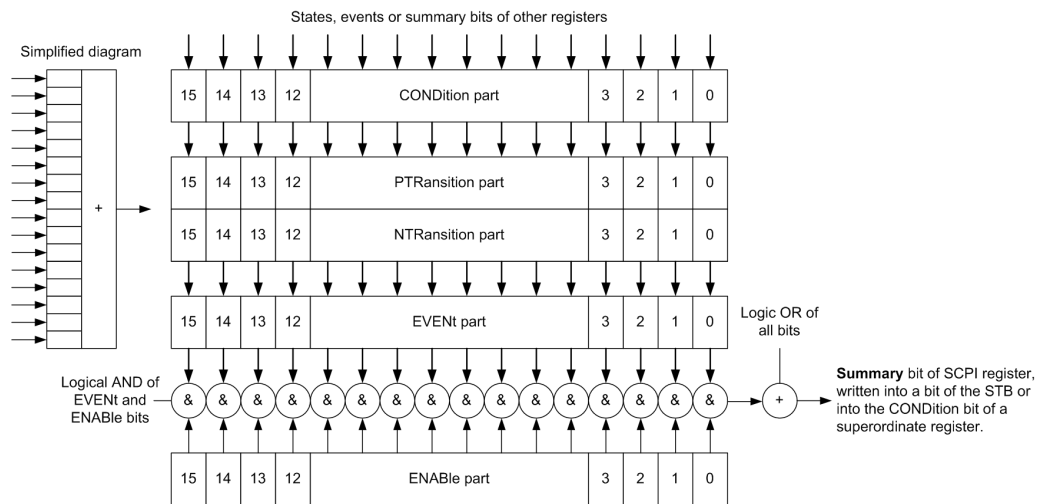 States, events or summary bits of other registers
Simplified diagram
15 14 13 12 CONDition part 3 2 1 0
15 14 13 12 PTRansition part 3 2 1 0
+
15 14 13 12 NTRansition part 3 2 1 0
15 14 13 12 EVENt part 3 2 1 0
Logic OR of
all bits
Logical AND of
EVENt and
ENABle bits
& & & & & & & & & & & & & & & &
+
Summary bit of SCPI register,
written into a bit of the STB or
into the CONDition bit of a
superordinate register.
15 14 13 12 ENABle part 3 2 1 0